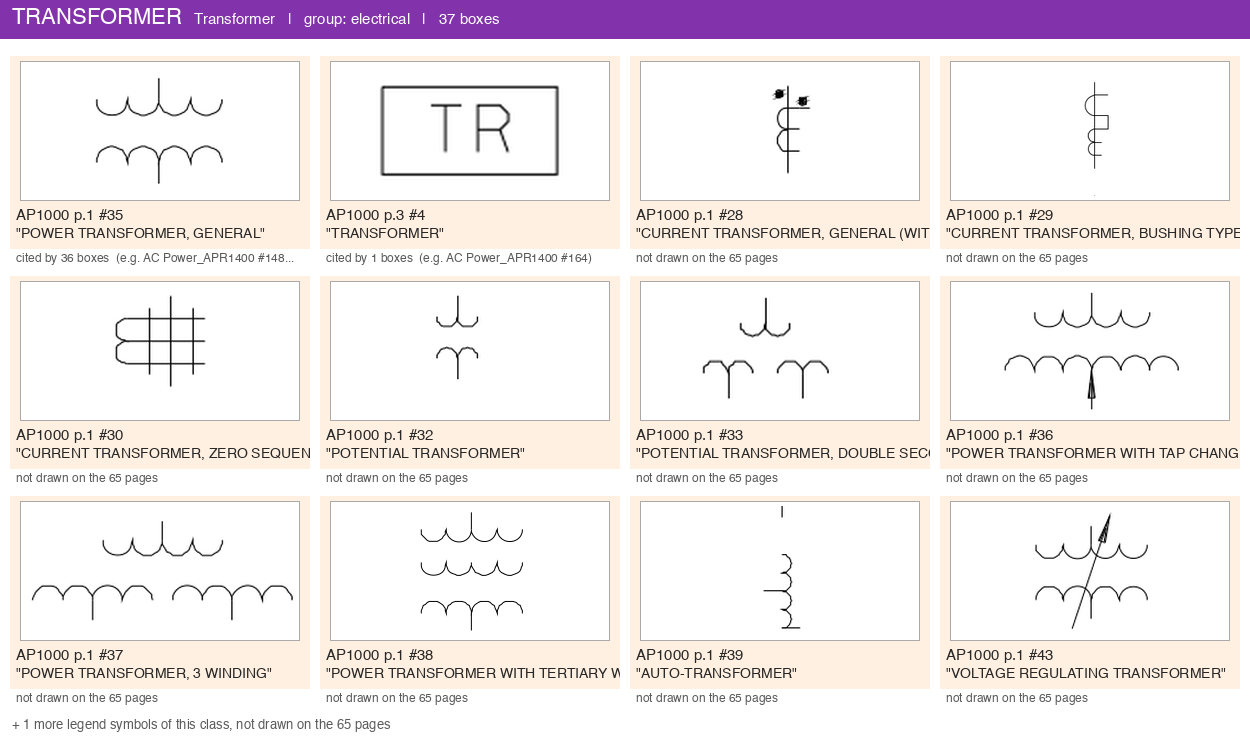 TRANSFORMER Transformer | group: electrical | 37 boxes
TR
AP1000 p.1 #35
"POWER TRANSFORMER, GENERAL"
cited by 36 boxes (e.g. AC Power_APR1400 #148...
AP1000 p.3 #4
"TRANSFORMER"
cited by 1 boxes (e.g. AC Power_APR1400 #164)
AP1000 p.1 #28
"CURRENT TRANSFORMER, GENERAL (WIT
not drawn on the 65 pages
AP1000 p.1 #29
"CURRENT TRANSFORMER, BUSHING TYPE
not drawn on the 65 pages
AP1000 p.1 #30
"CURRENT TRANSFORMER, ZERO SEQUEN
not drawn on the 65 pages
AP1000 p.1 #32
"POTENTIAL TRANSFORMER"
not drawn on the 65 pages
AP1000 p.1 #33
"POTENTIAL TRANSFORMER, DOUBLE SEC
not drawn on the 65 pages
AP1000 p.1 #36
"POWER TRANSFORMER WITH TAP CHANG
not drawn on the 65 pages
AP1000 p.1 #37
"POWER TRANSFORMER, 3 WINDING"
not drawn on the 65 pages
AP1000 p.1 #38
"POWER TRANSFORMER WITH TERTIARY W
not drawn on the 65 pages
AP1000 p.1 #39
"AUTO-TRANSFORMER"
not drawn on the 65 pages
AP1000 p.1 #43
"VOLTAGE REGULATING TRANSFORMER"
not drawn on the 65 pages
+ 1 more legend symbols of this class, not drawn on the 65 pages